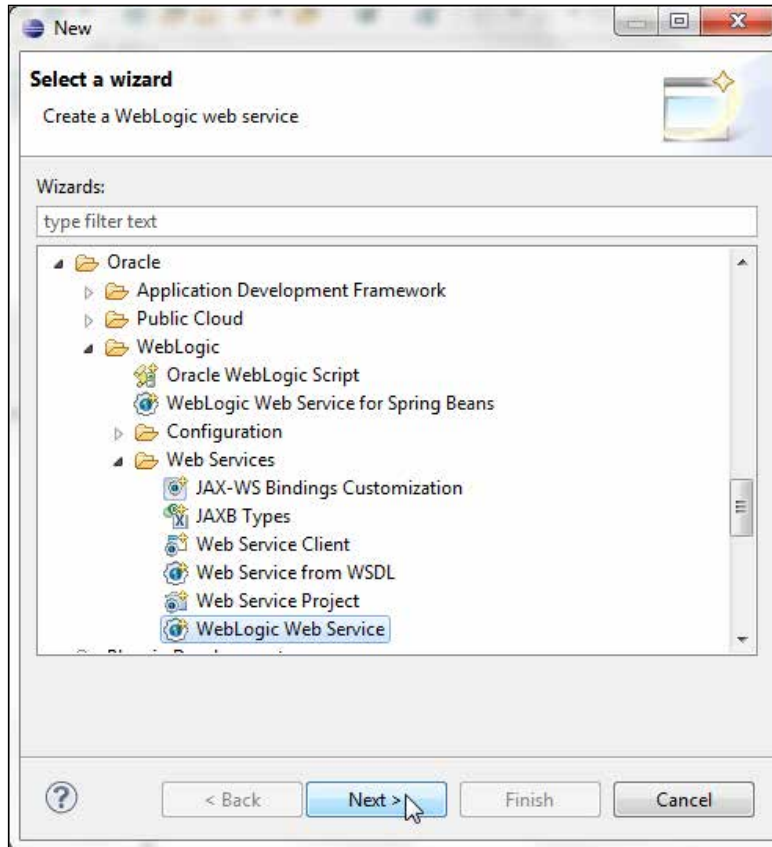 New
Select a wizard
Create a WebLogic web service
Wizards:
type filter text
Oracle
Application Development Framework
Public Cloud
WebLogic
Oracle WebLogic Script
WebLogic Web Service for Spring Beans
Configuration
Web Services
JAX-WS Bindings Customization
JAXB Types
Web Service Client
Web Service from WSDL
Web Service Project
WebLogic Web Service
? < Back Next > Finish Cancel